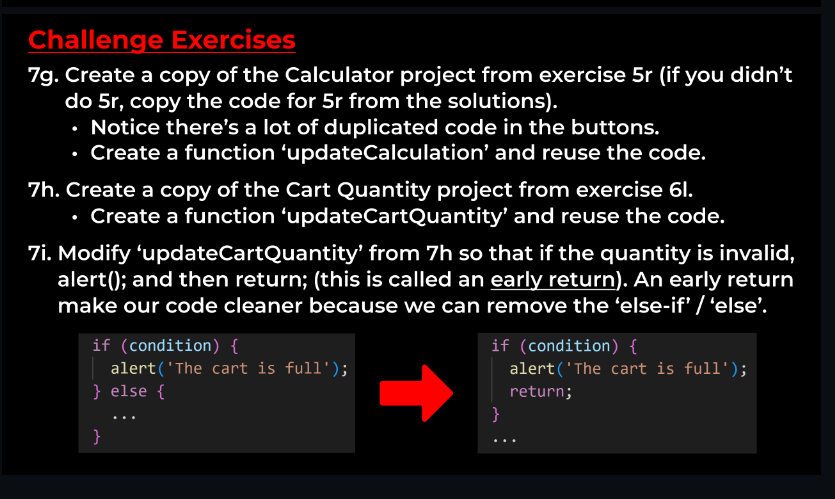 Challenge Exercises
7g. Create a copy of the Calculator project from exercise 5r (if you didn't
do 5r, copy the code for 5r from the solutions).
• Notice there's a lot of duplicated code in the buttons.
• Create a function 'updateCalculation' and reuse the code.
7h. Create a copy of the Cart Quantity project from exercise 6l.
• Create a function 'updateCartQuantity' and reuse the code.
7i. Modify 'updateCartQuantity' from 7h so that if the quantity is invalid,
alert(); and then return; (this is called an early return). An early return
make our code cleaner because we can remove the 'else-if' / 'else'.
if (condition) {
alert('The cart is full');
} else {
...
}
if (condition) {
alert('The cart is full');
return;
}
...